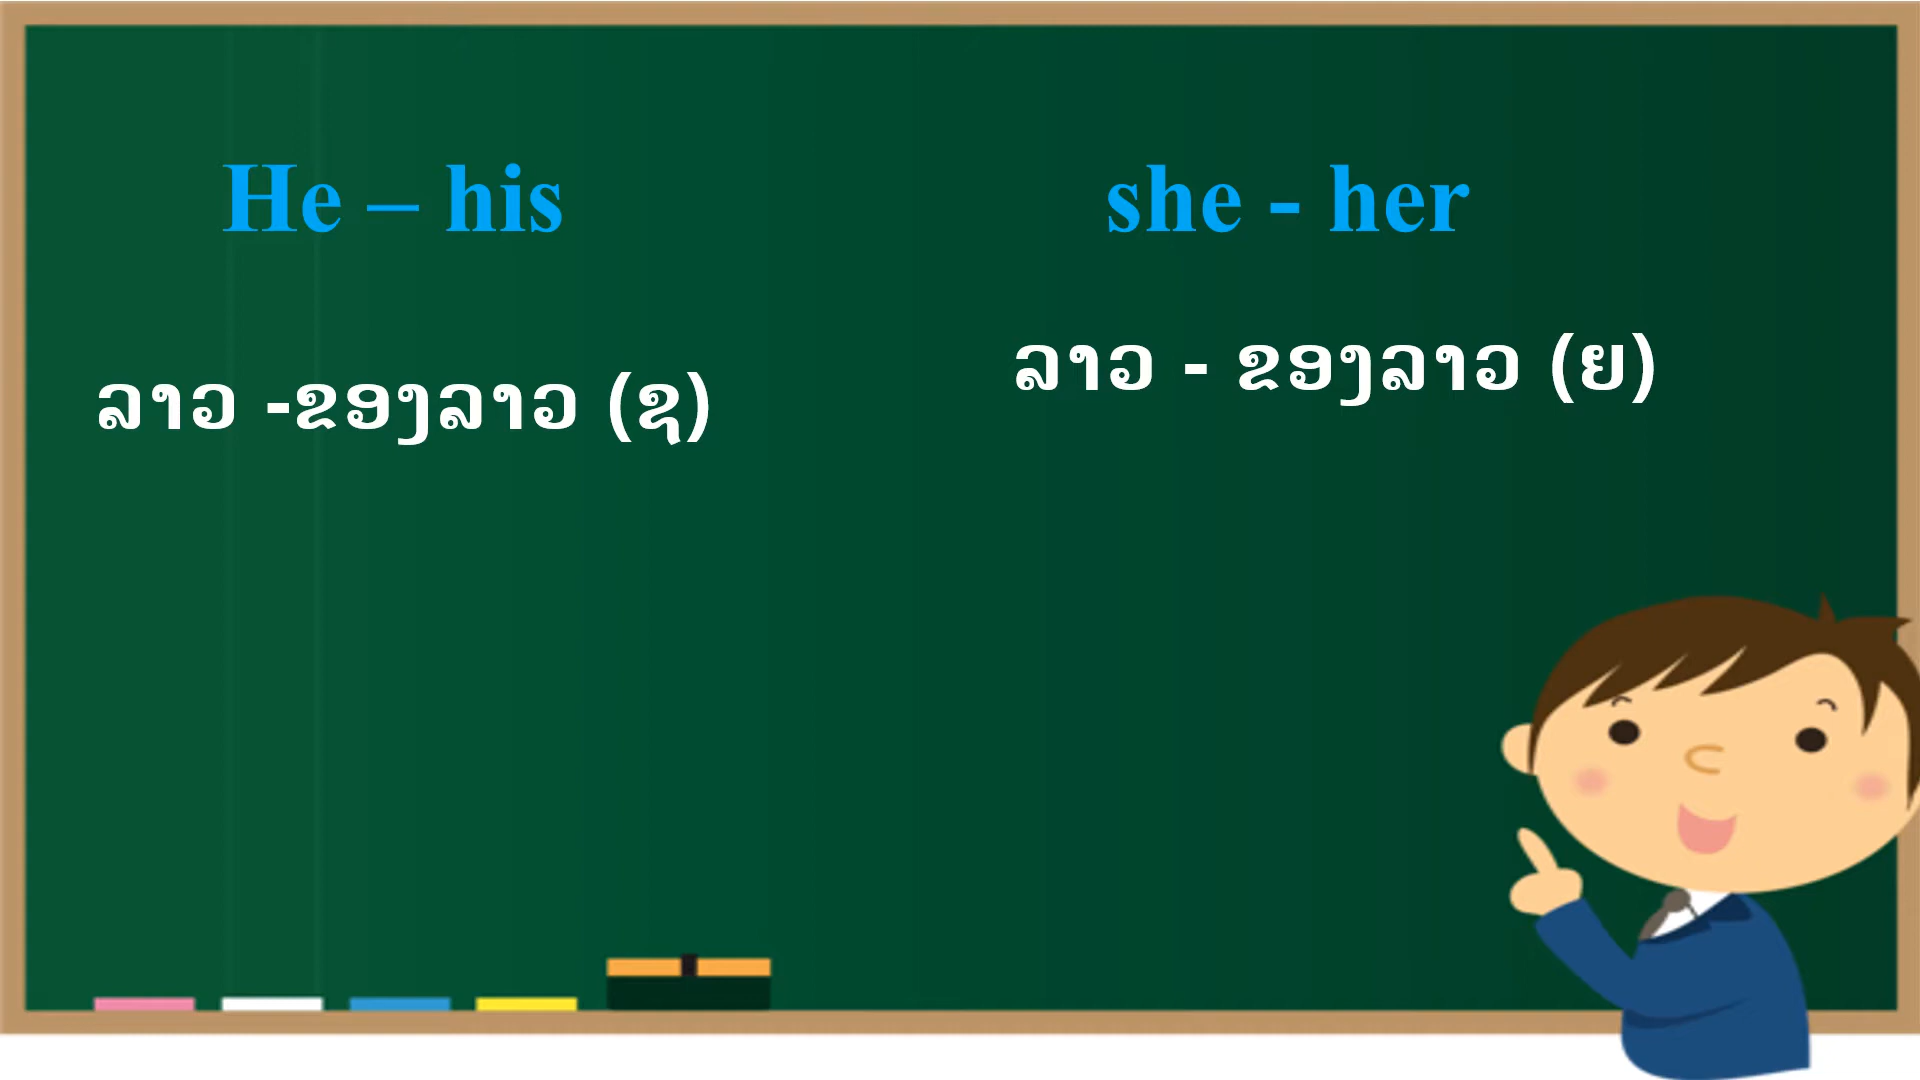 He – his
ລາວ -ຂອງລາວ (ຊ)
she - her
ລາວ - ຂອງລາວ (ຍ)